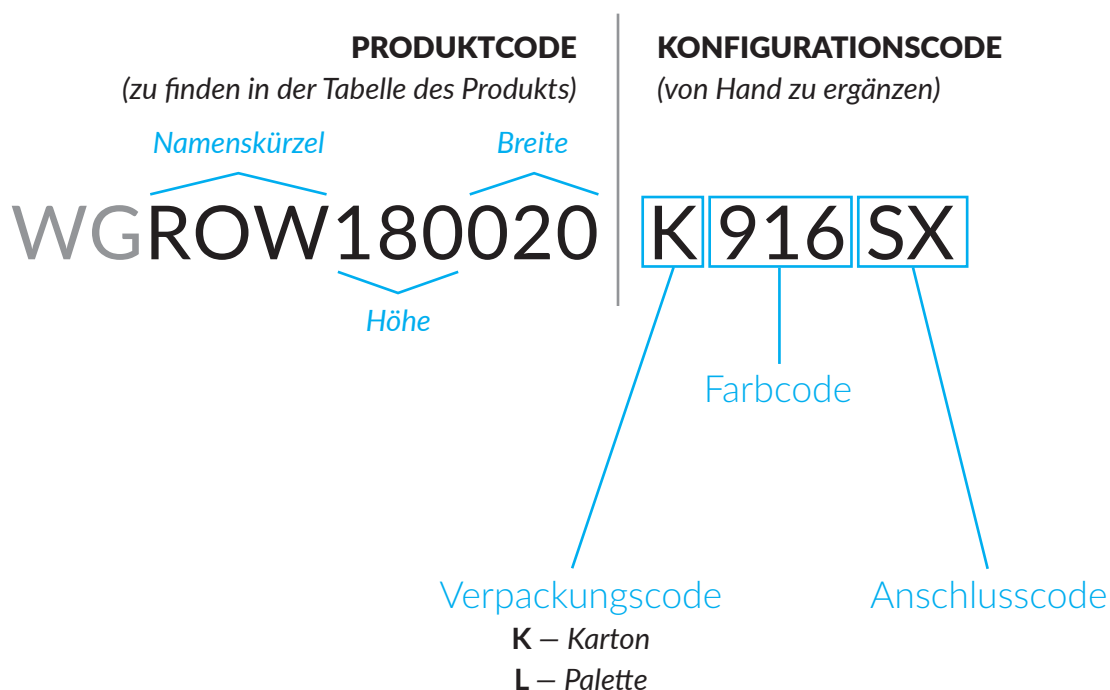 PRODUKTCODE
(zu finden in der Tabelle des Produkts)
KONFIGURATIONSCODE
(von Hand zu ergänzen)
Namenskürzel
Breite
WGROW180020 K 916 SX
Höhe
Farbcode
Verpackungscode
K – Karton
L – Palette
Anschlusscode